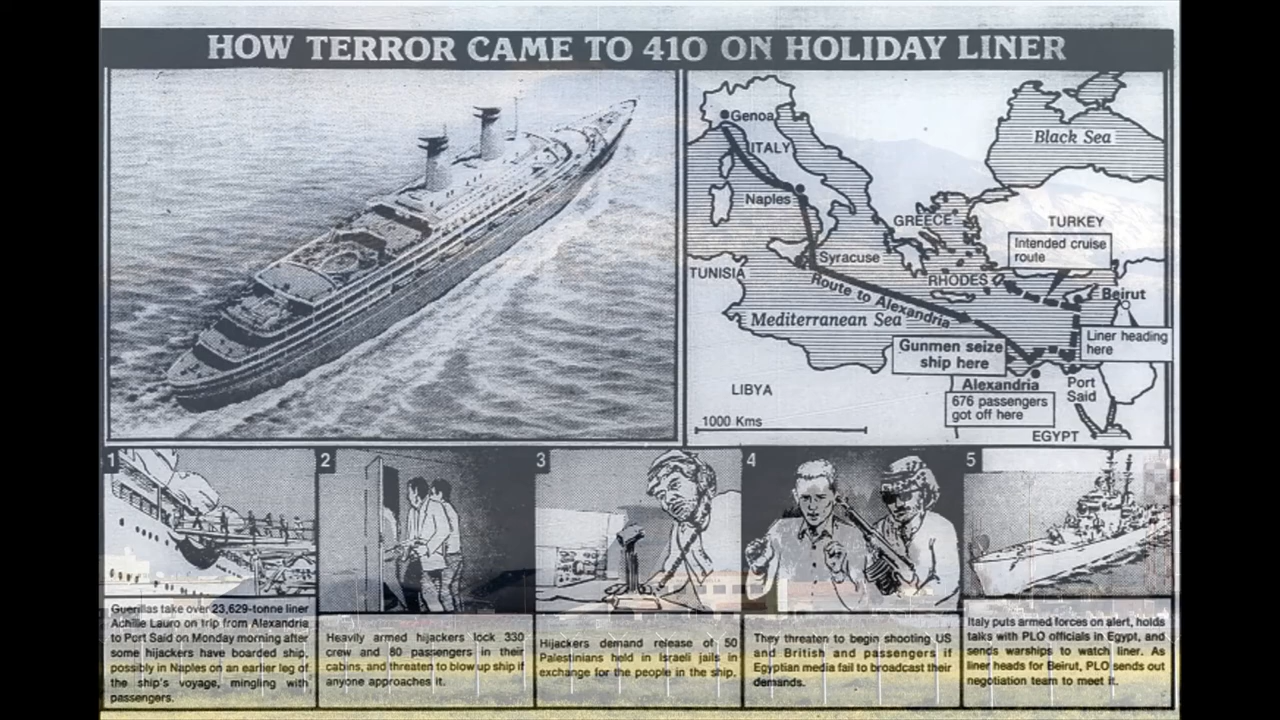 HOW TERROR CAME TO 410 ON HOLIDAY LINER
Genoa
ITALY
Naples
Black Sea
GREECE
TURKEY
Intended cruise
route
TUNISIA
Syracuse
RHODES
Beirut
Route to Alexandria
Mediterranean Sea
Liner heading
here
Gunmen seize
ship here
LIBYA
Alexandria
Port
Said
676 passengers
got off here
1000 Kms
EGYPT
1
2
3
4
5
Guerillas take over 23,629-tonne liner
Achille Lauro on trip from Alexandria
to Port Said on Monday morning after
some hijackers have boarded ship,
possibly in Naples on an earlier leg of
the ship's voyage, mingling with
passengers.
Heavily armed hijackers lock 330
crew and 80 passengers in their
cabins, and threaten to blow up ship if
anyone approaches it.
Hijackers demand release of 50
Palestinians held in Israeli jails in
exchange for the people in the ship.
They threaten to begin shooting US
and British and passengers if
Egyptian media fail to broadcast their
demands.
Italy puts armed forces on alert, holds
talks with PLO officials in Egypt, and
sends warships to watch liner. As
liner heads for Beirut, PLO sends out
negotiation team to meet it.